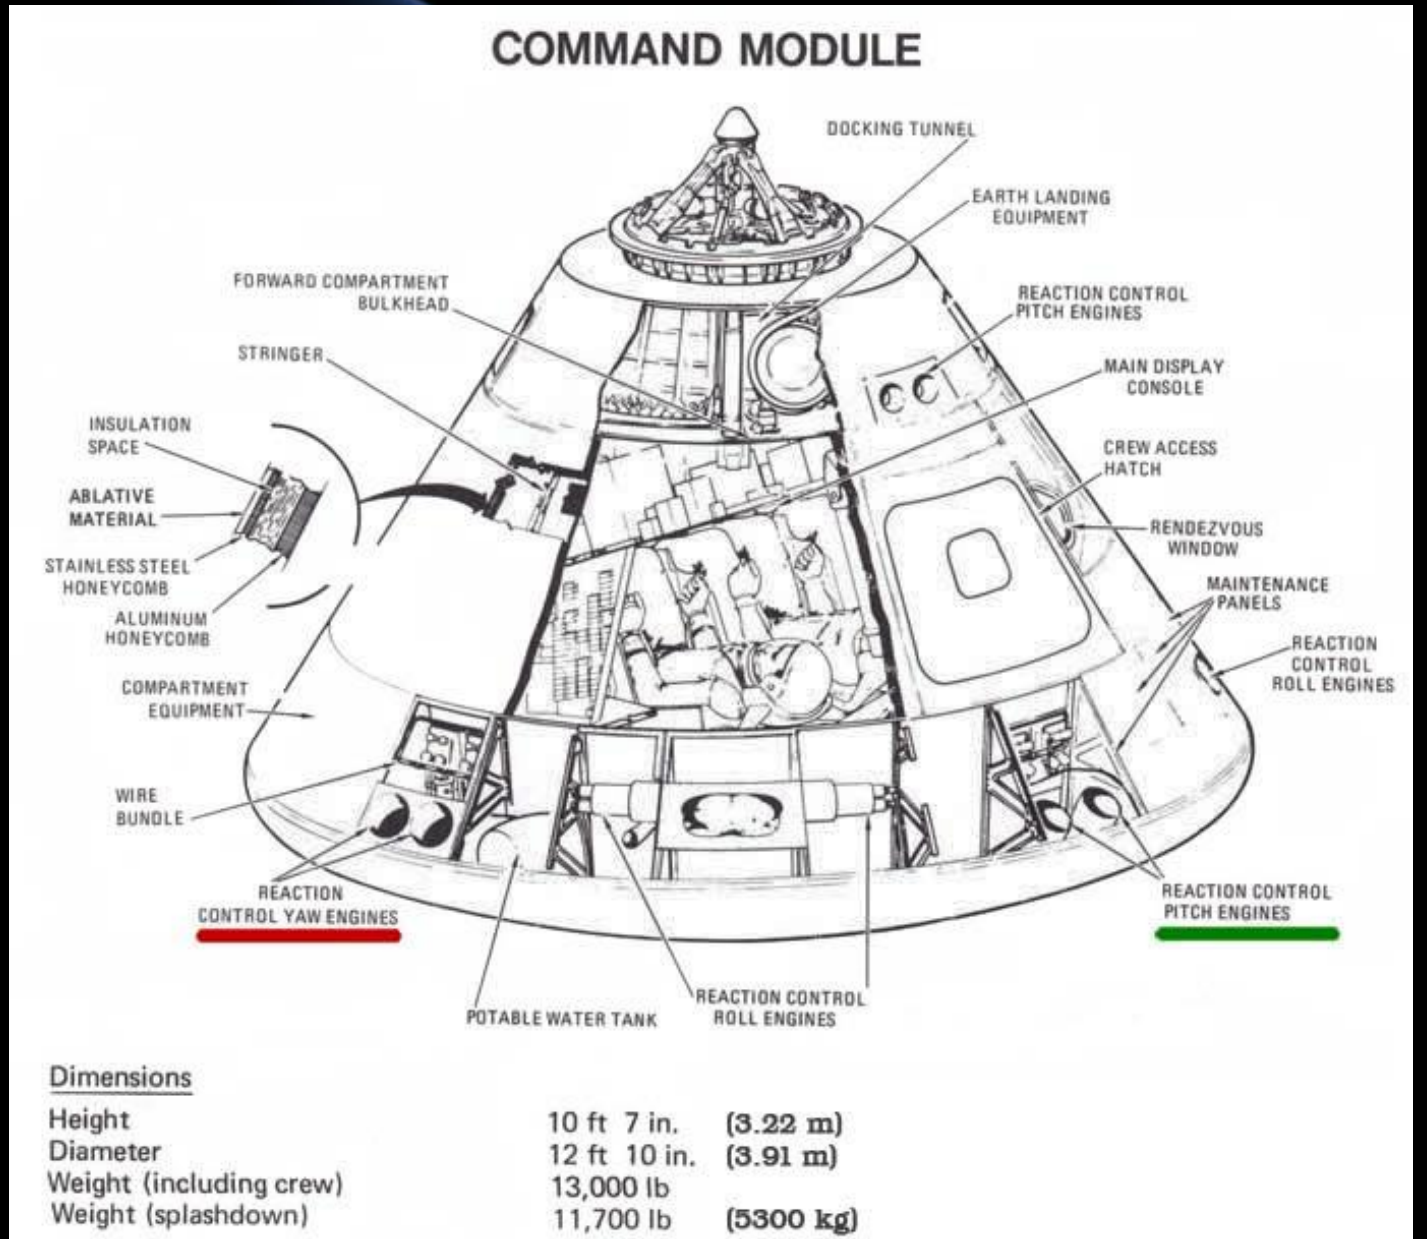 COMMAND MODULE
DOCKING TUNNEL
EARTH LANDING
EQUIPMENT
FORWARD COMPARTMENT
BULKHEAD
REACTION CONTROL
PITCH ENGINES
STRINGER
MAIN DISPLAY
CONSOLE
INSULATION
SPACE
CREW ACCESS
HATCH
ABLATIVE
MATERIAL
RENDEZVOUS
WINDOW
STAINLESS STEEL
HONEYCOMB
MAINTENANCE
PANELS
ALUMINUM
HONEYCOMB
REACTION
CONTROL
ROLL ENGINES
COMPARTMENT
EQUIPMENT
WIRE
BUNDLE
REACTION
CONTROL YAW ENGINES
REACTION CONTROL
PITCH ENGINES
POTABLE WATER TANK
REACTION CONTROL
ROLL ENGINES
Dimensions
Height 10 ft 7 in. (3.22 m)
Diameter 12 ft 10 in. (3.91 m)
Weight (including crew) 13,000 lb
Weight (splashdown) 11,700 lb (5300 kg)